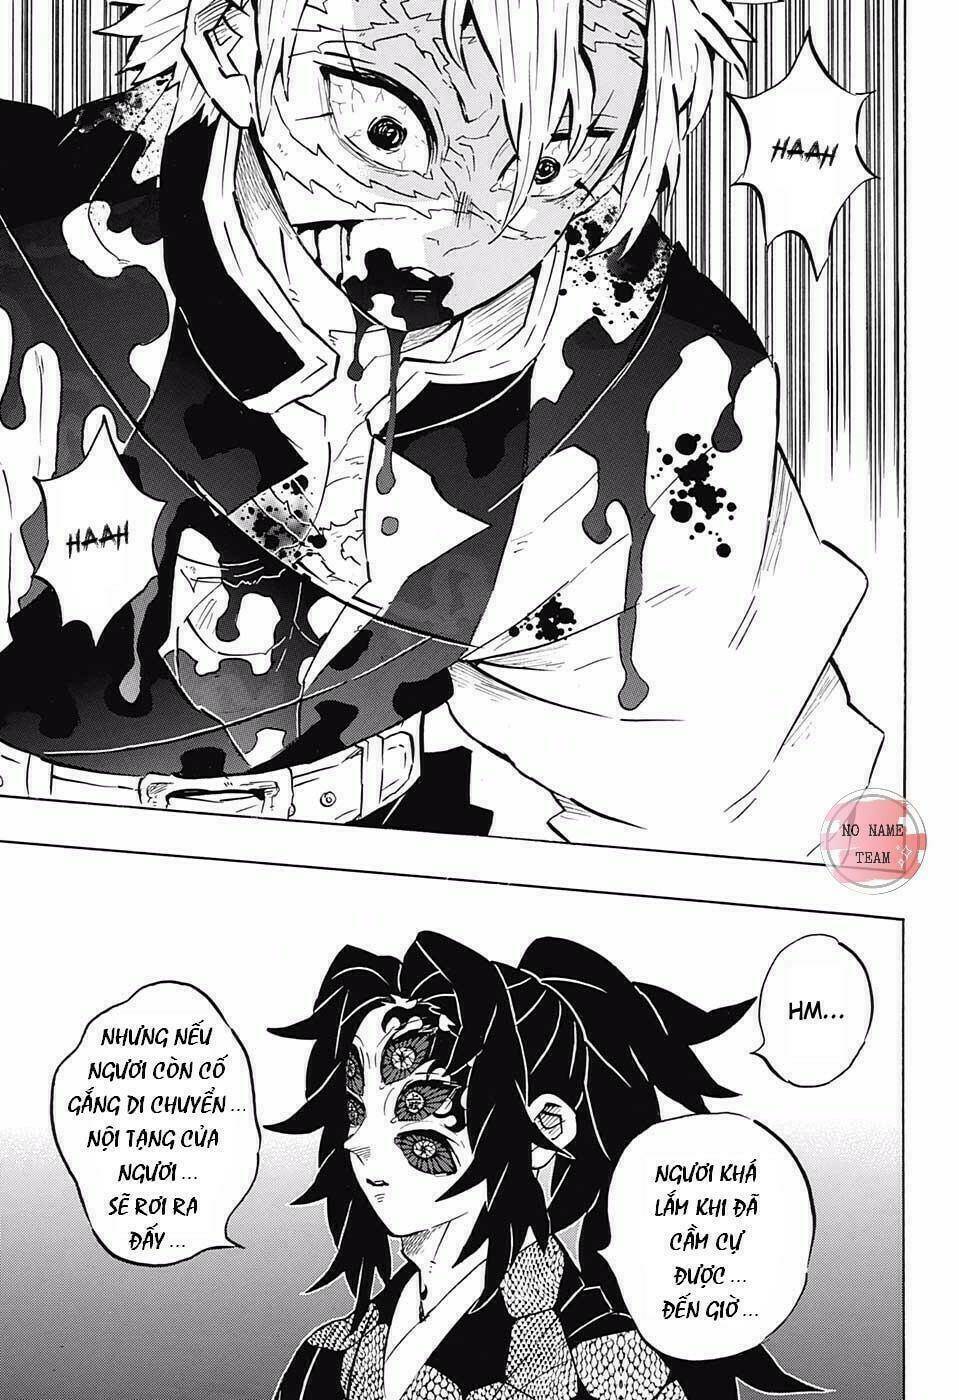 HAAH
HAAH
NO NAME
TEAM
HM...
NGƯƠI KHÁ
LẮM KHI ĐÃ
CẦM CỰ
ĐƯỢC ...
ĐẾN GIỜ ...
NHƯNG NẾU
NGƯƠI CÒN CỐ
GẮNG DI CHUYỂN ...
NỘI TẠNG CỦA
NGƯƠI ...
SẼ RƠI RA
ĐẤY ...